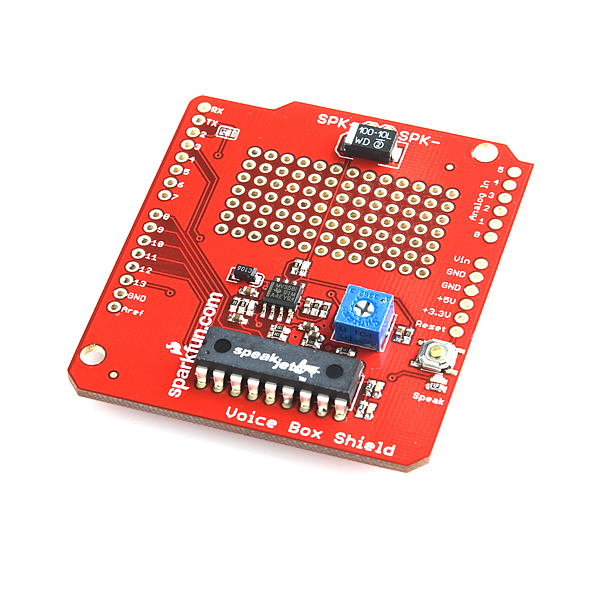 RX
TX
2
3
4
5
6
7
8
9
10
11
12
13
GND
Aref
SPK+
SPK-
100-10L
WD
5
4
3
2
1
0
Analog In
Vin
GND
GND
+5V
+3.3V
Reset
Speak
sparkfun.com
speak
jet
Voice Box Shield